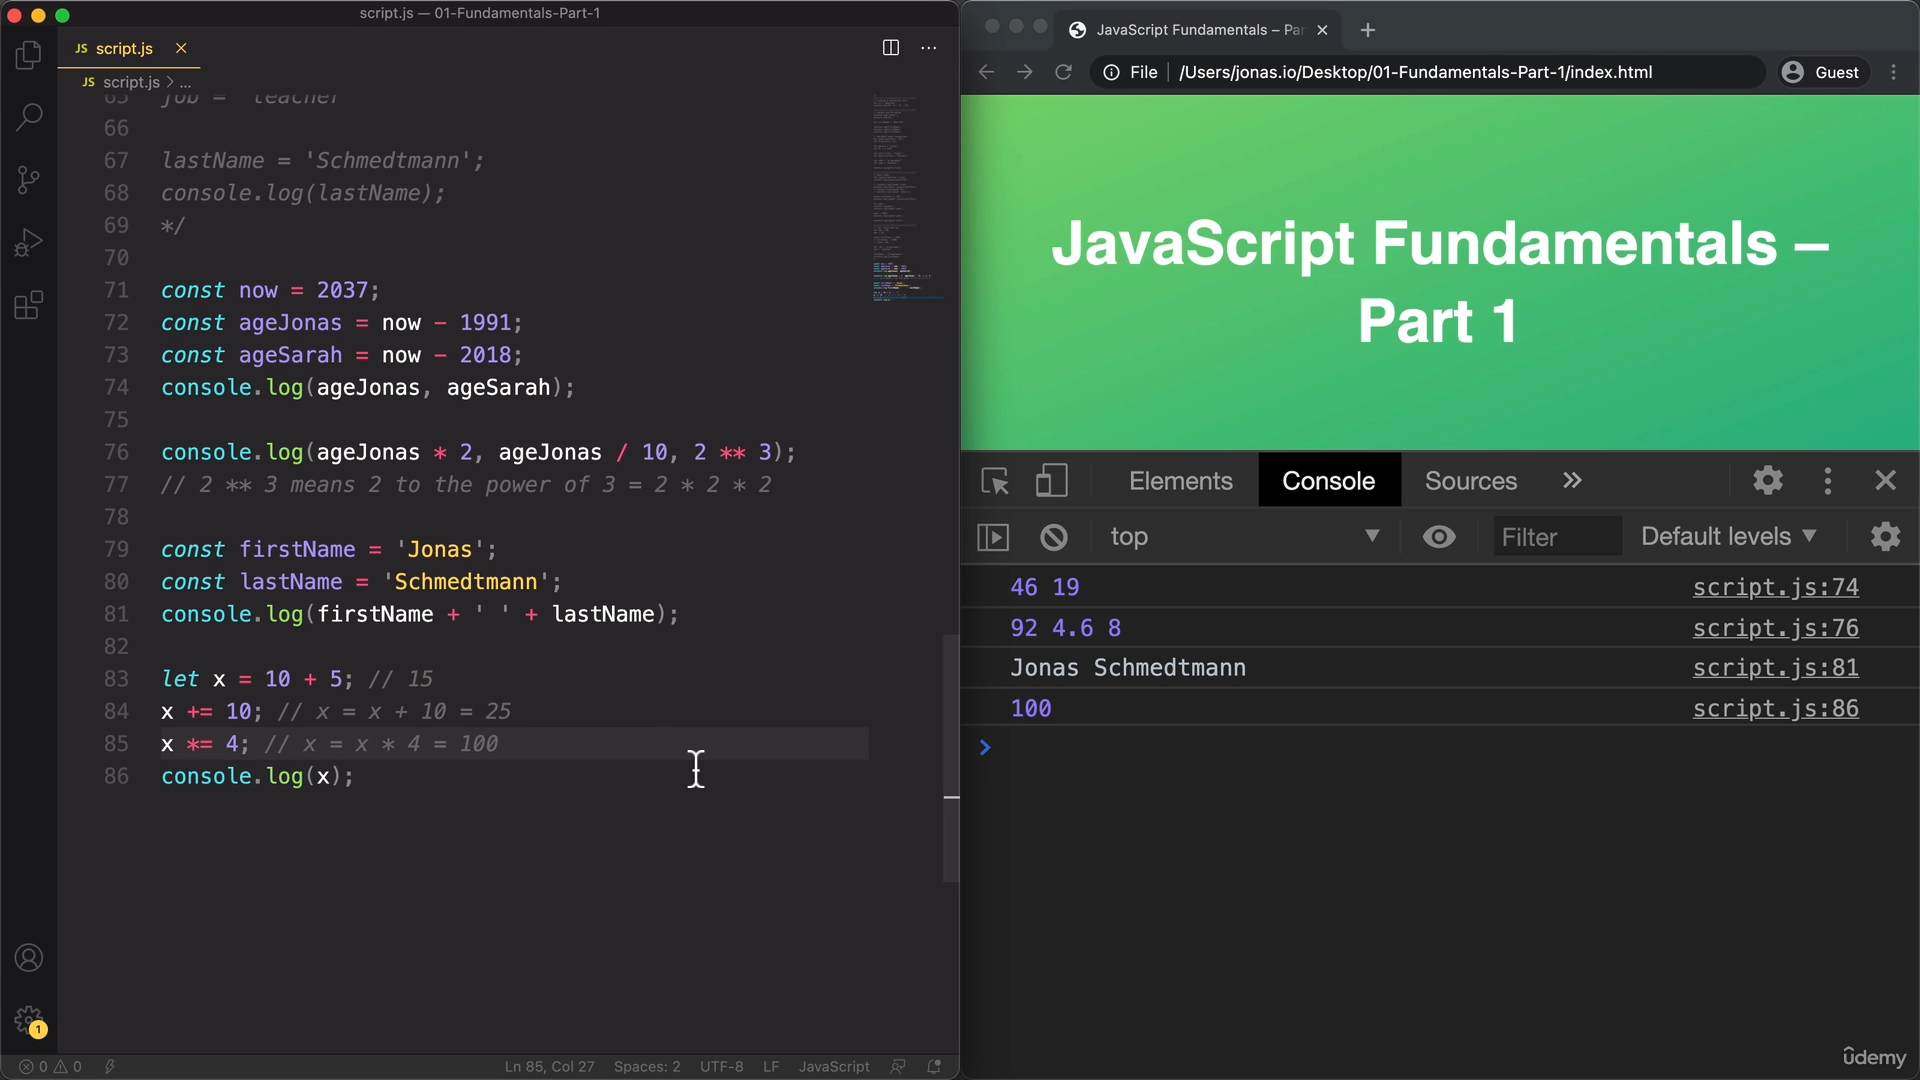 script.js — 01-Fundamentals-Part-1
JS script.js
JS script.js > ...
65 job = 'teacher'
66
67 lastName = 'Schmedtmann';
68 console.log(lastName);
69 */
70
71 const now = 2037;
72 const ageJonas = now - 1991;
73 const ageSarah = now - 2018;
74 console.log(ageJonas, ageSarah);
75
76 console.log(ageJonas * 2, ageJonas / 10, 2 ** 3);
77 // 2 ** 3 means 2 to the power of 3 = 2 * 2 * 2
78
79 const firstName = 'Jonas';
80 const lastName = 'Schmedtmann';
81 console.log(firstName + ' ' + lastName);
82
83 let x = 10 + 5; // 15
84 x += 10; // x = x + 10 = 25
85 x *= 4; // x = x * 4 = 100
86 console.log(x);
1
0 0
Ln 85, Col 27 Spaces: 2 UTF-8 LF JavaScript
JavaScript Fundamentals – Par
File /Users/jonas.io/Desktop/01-Fundamentals-Part-1/index.html Guest
JavaScript Fundamentals –
Part 1
Elements Console Sources »
top Filter Default levels
46 19 script.js:74
92 4.6 8 script.js:76
Jonas Schmedtmann script.js:81
100 script.js:86
ûdemy